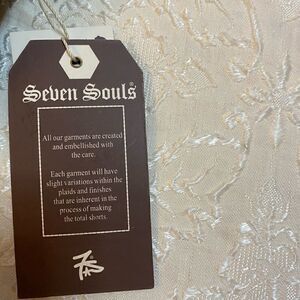 Seven Souls®
All our garments are created
and embellished with
the care.
Each garment will have
slight variations within the
plaids and finishes
that are inherent in the
process of making
the total shorts.